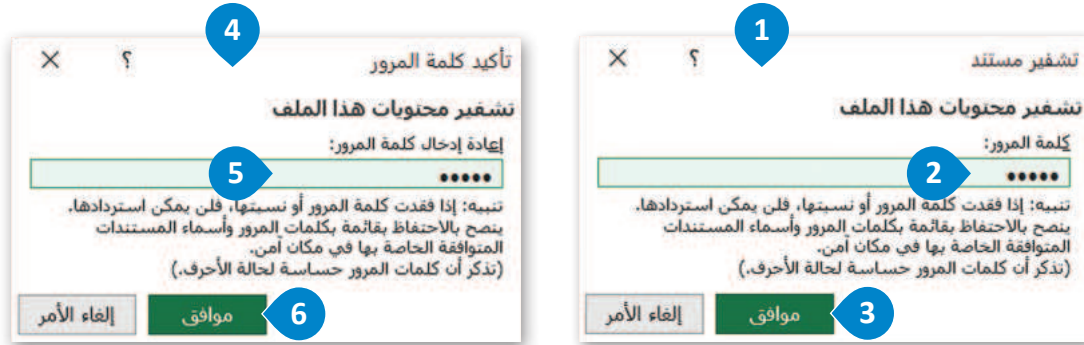 1
تشفير مستند
؟
تشفير محتويات هذا الملف
كلمة المرور:
2
•••••
تنبيه: إذا فقدت كلمة المرور أو نسيتها، فلن يمكن استردادها.
ينصح بالاحتفاظ بقائمة بكلمات المرور وأسماء المستندات
المتوافقة الخاصة بها في مكان آمن.
(تذكر أن كلمات المرور حساسة لحالة الأحرف.)
3
موافق
إلغاء الأمر
4
تأكيد كلمة المرور
؟
تشفير محتويات هذا الملف
إعادة إدخال كلمة المرور:
5
•••••
تنبيه: إذا فقدت كلمة المرور أو نسيتها، فلن يمكن استردادها.
ينصح بالاحتفاظ بقائمة بكلمات المرور وأسماء المستندات
المتوافقة الخاصة بها في مكان آمن.
(تذكر أن كلمات المرور حساسة لحالة الأحرف.)
6
موافق
إلغاء الأمر